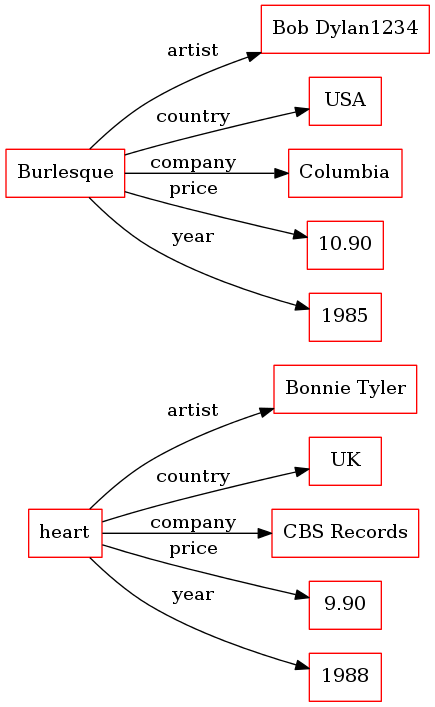 Bob Dylan1234
artist
USA
country
Burlesque
company
Columbia
price
10.90
year
1985
Bonnie Tyler
artist
UK
country
heart
company
CBS Records
price
9.90
year
1988